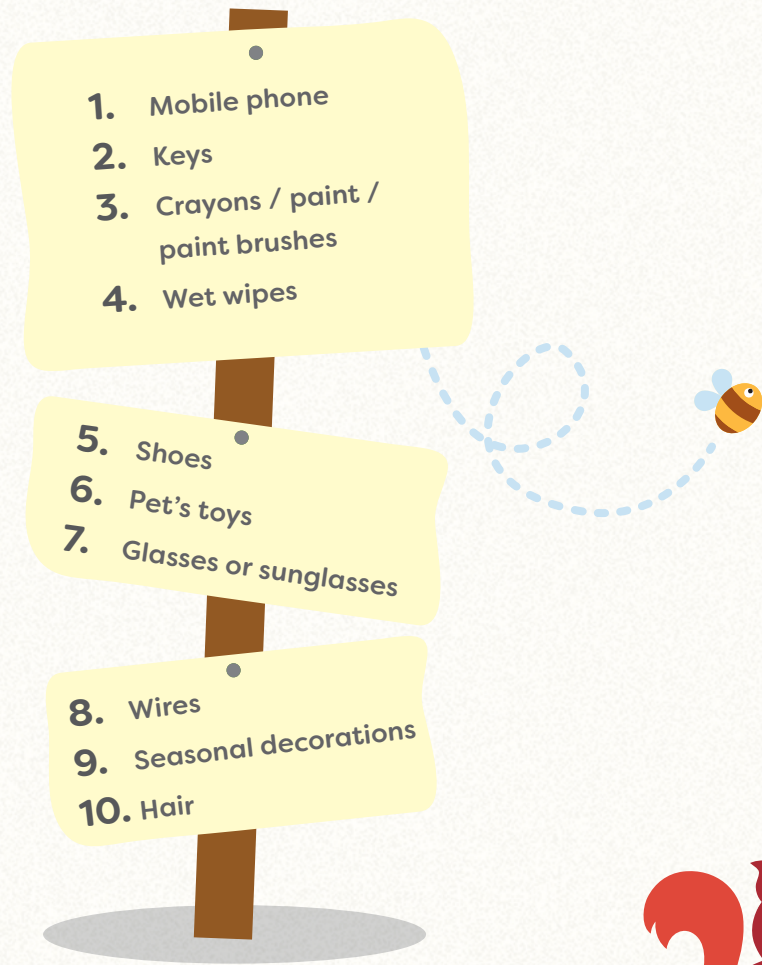 1. Mobile phone
2. Keys
3. Crayons / paint /
paint brushes
4. Wet wipes
5. Shoes
6. Pet’s toys
7. Glasses or sunglasses
8. Wires
9. Seasonal decorations
10. Hair